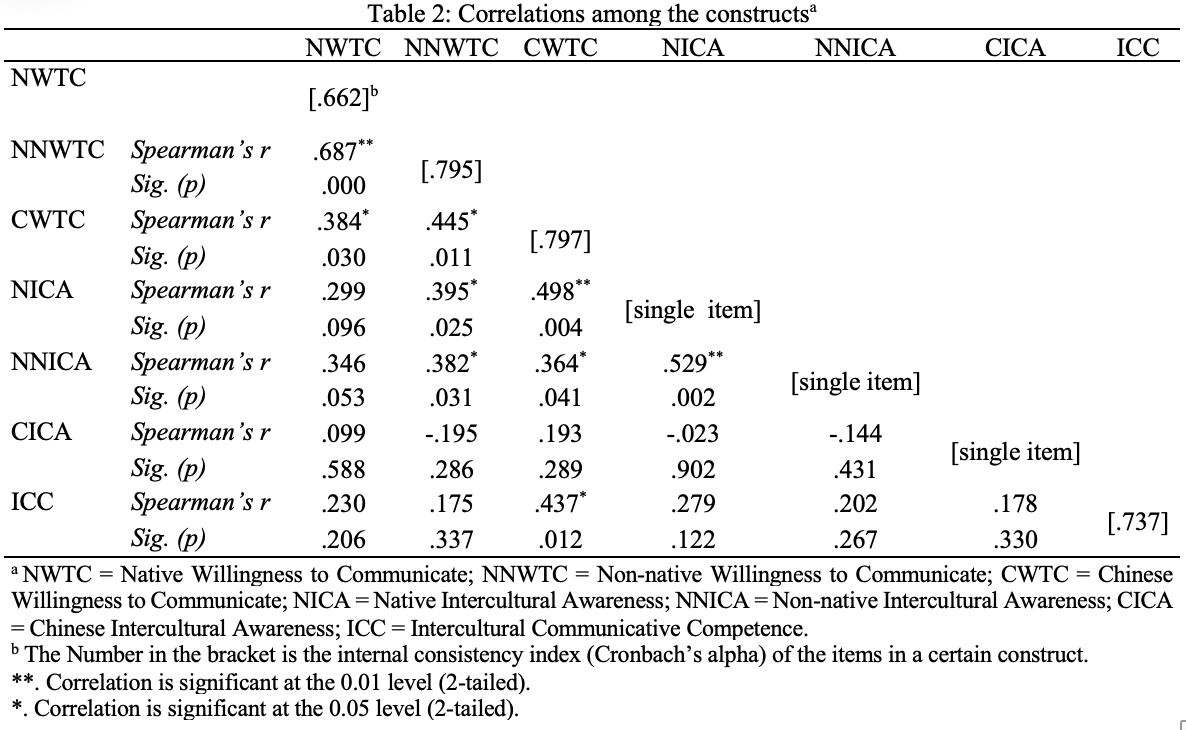 Table 2: Correlations among the constructsa
NWTC NNWTC CWTC NICA NNICA CICA ICC
NWTC
[.662]b
NNWTC Spearman's r .687**
[.795]
Sig. (p) .000
CWTC Spearman's r .384* .445*
[.797]
Sig. (p) .030 .011
NICA Spearman's r .299 .395* .498**
[single item]
Sig. (p) .096 .025 .004
NNICA Spearman's r .346 .382* .364* .529**
[single item]
Sig. (p) .053 .031 .041 .002
CICA Spearman's r .099 -.195 .193 -.023 -.144
[single item]
Sig. (p) .588 .286 .289 .902 .431
ICC Spearman's r .230 .175 .437* .279 .202 .178
[.737]
Sig. (p) .206 .337 .012 .122 .267 .330
a NWTC = Native Willingness to Communicate; NNWTC = Non-native Willingness to Communicate; CWTC = Chinese
Willingness to Communicate; NICA = Native Intercultural Awareness; NNICA = Non-native Intercultural Awareness; CICA
= Chinese Intercultural Awareness; ICC = Intercultural Communicative Competence.
b The Number in the bracket is the internal consistency index (Cronbach's alpha) of the items in a certain construct.
**. Correlation is significant at the 0.01 level (2-tailed).
*. Correlation is significant at the 0.05 level (2-tailed).